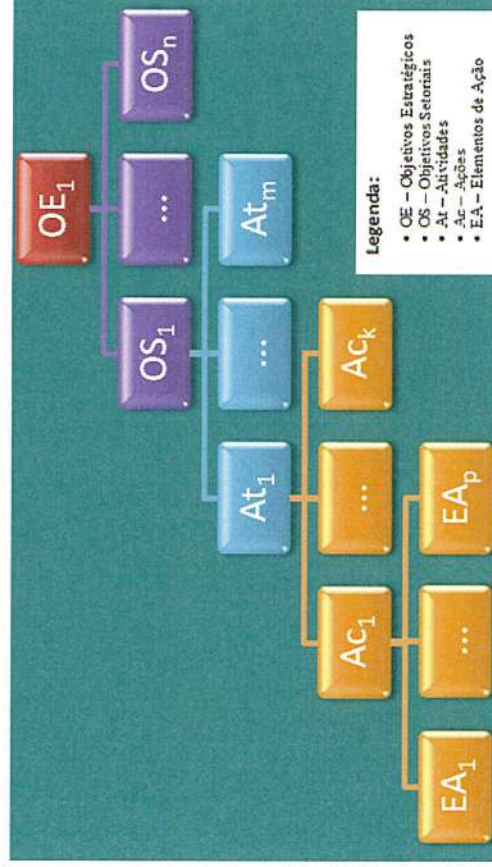 OE₁
OS₁ ... OSₙ
At₁ ... Atₘ
Ac₁ ... Acₖ
EA₁ ... EAₚ
Legenda:
• OE – Objetivos Estratégicos
• OS – Objetivos Setoriais
• At – Atividades
• Ac – Ações
• EA – Elementos de Ação